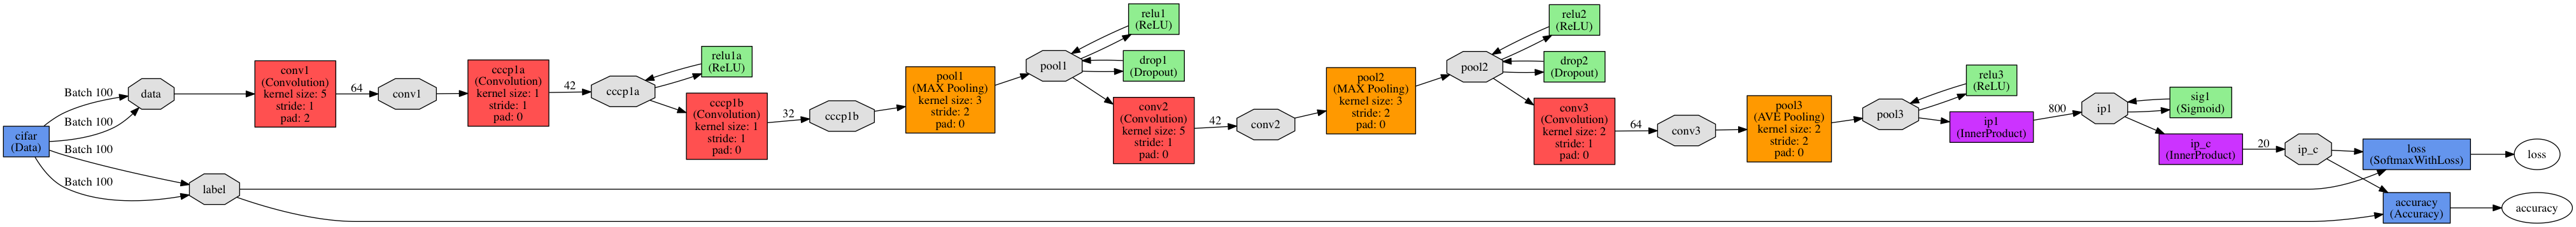 cifar
(Data)
Batch 100
Batch 100
Batch 100
Batch 100
data
label
conv1
(Convolution)
kernel size: 5
stride: 1
pad: 2
64
conv1
cccp1a
(Convolution)
kernel size: 1
stride: 1
pad: 0
42
cccp1a
relu1a
(ReLU)
cccp1b
(Convolution)
kernel size: 1
stride: 1
pad: 0
32
cccp1b
pool1
(MAX Pooling)
kernel size: 3
stride: 2
pad: 0
pool1
relu1
(ReLU)
drop1
(Dropout)
conv2
(Convolution)
kernel size: 5
stride: 1
pad: 0
42
conv2
pool2
(MAX Pooling)
kernel size: 3
stride: 2
pad: 0
pool2
relu2
(ReLU)
drop2
(Dropout)
conv3
(Convolution)
kernel size: 2
stride: 1
pad: 0
64
conv3
pool3
(AVE Pooling)
kernel size: 2
stride: 2
pad: 0
pool3
relu3
(ReLU)
ip1
(InnerProduct)
800
ip1
sig1
(Sigmoid)
ip_c
(InnerProduct)
20
ip_c
loss
(SoftmaxWithLoss)
loss
accuracy
(Accuracy)
accuracy